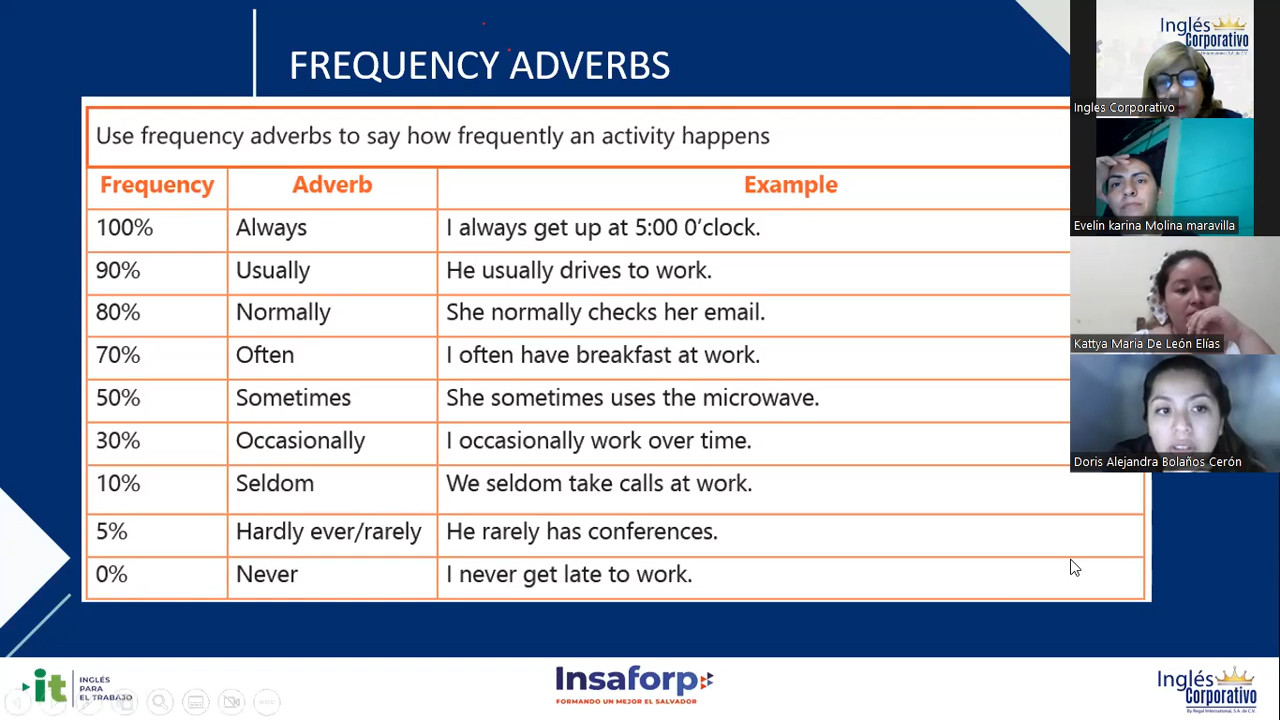 FREQUENCY ADVERBS
Use frequency adverbs to say how frequently an activity happens
Frequency Adverb Example
100% Always I always get up at 5:00 0’clock.
90% Usually He usually drives to work.
80% Normally She normally checks her email.
70% Often I often have breakfast at work.
50% Sometimes She sometimes uses the microwave.
30% Occasionally I occasionally work over time.
10% Seldom We seldom take calls at work.
5% Hardly ever/rarely He rarely has conferences.
0% Never I never get late to work.
Inglés
Corporativo
Ingles Corporativo
Evelin karina Molina maravilla
Kattya Maria De León Elías
Doris Alejandra Bolaños Cerón
it
INGLÉS
PARA
EL TRABAJO
Insaforp
FORMANDO UN MEJOR EL SALVADOR
Inglés
Corporativo
By Regal International, S.A. de C.V.